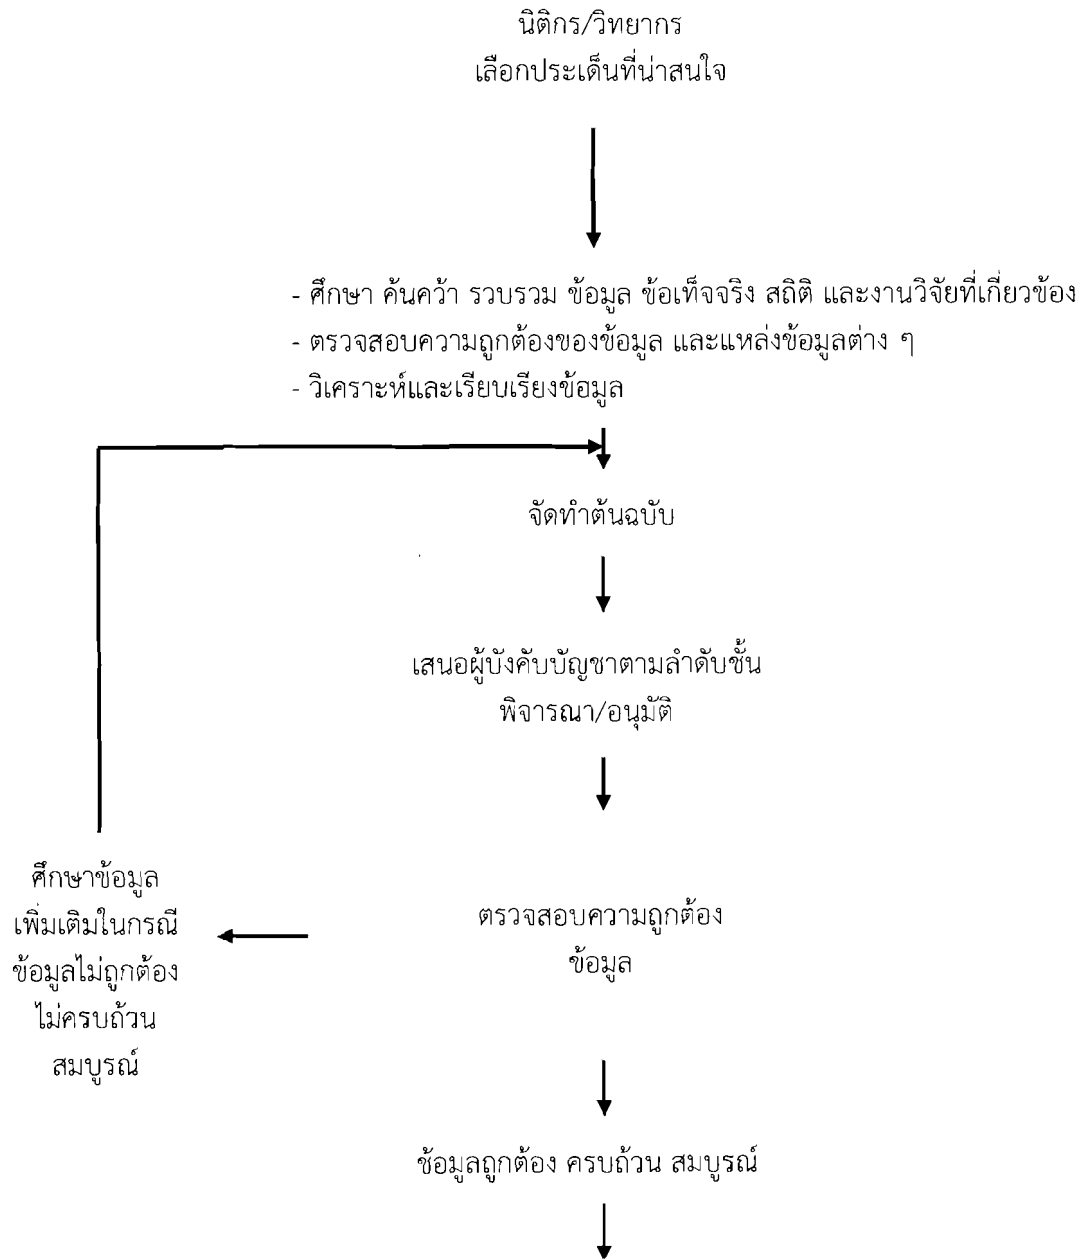 นิติกร/วิทยากร
เลือกประเด็นที่น่าสนใจ
- ศึกษา ค้นคว้า รวบรวม ข้อมูล ข้อเท็จจริง สถิติ และงานวิจัยที่เกี่ยวข้อง
- ตรวจสอบความถูกต้องของข้อมูล และแหล่งข้อมูลต่าง ๆ
- วิเคราะห์และเรียบเรียงข้อมูล
จัดทำต้นฉบับ
เสนอผู้บังคับบัญชาตามลำดับชั้น
พิจารณา/อนุมัติ
ตรวจสอบความถูกต้อง
ข้อมูล
ศึกษาข้อมูล
เพิ่มเติมในกรณี
ข้อมูลไม่ถูกต้อง
ไม่ครบถ้วน
สมบูรณ์
ข้อมูลถูกต้อง ครบถ้วน สมบูรณ์